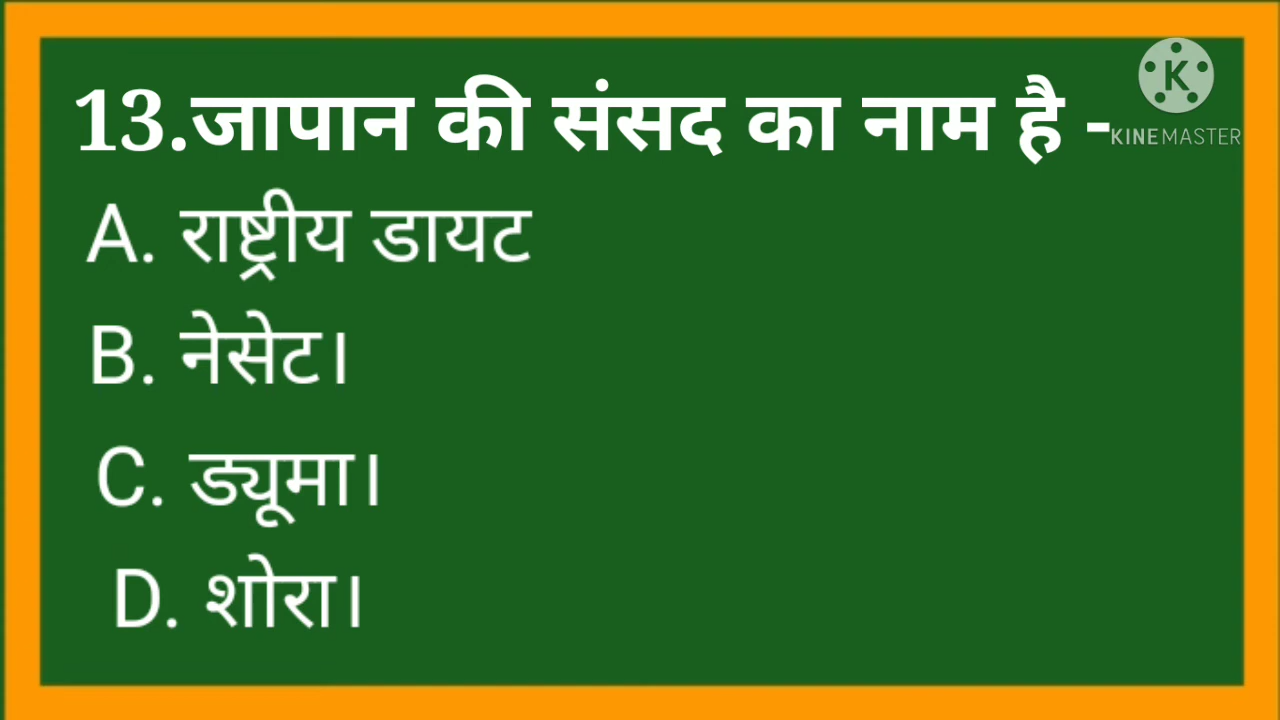 13.जापान की संसद का नाम है -
K
KINEMASTER
A. राष्ट्रीय डायट
B. नेसेट।
C. ड्यूमा।
D. शोरा।